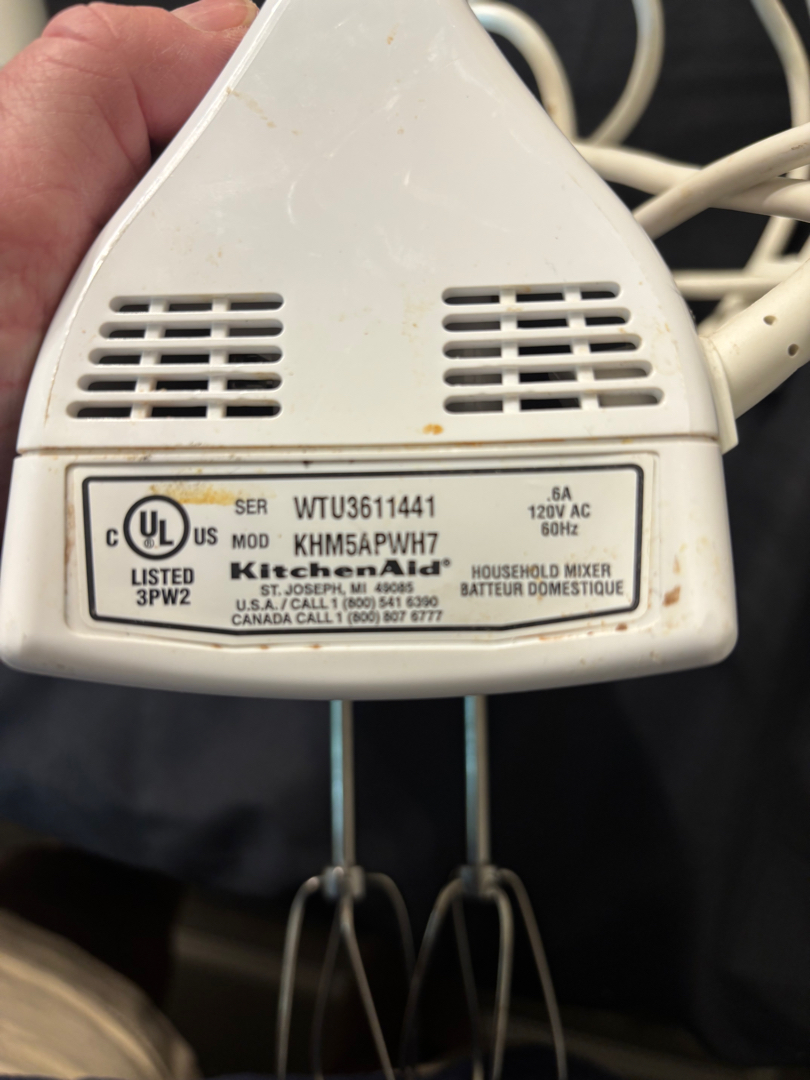 C UL ® US
LISTED
3PW2
SER WTU3611441
MOD KHM5APWH7
KitchenAid®
ST. JOSEPH, MI 49085
U.S.A. / CALL 1 (800) 541 6390
CANADA CALL 1 (800) 807 6777
.6A
120V AC
60Hz
HOUSEHOLD MIXER
BATTEUR DOMESTIQUE